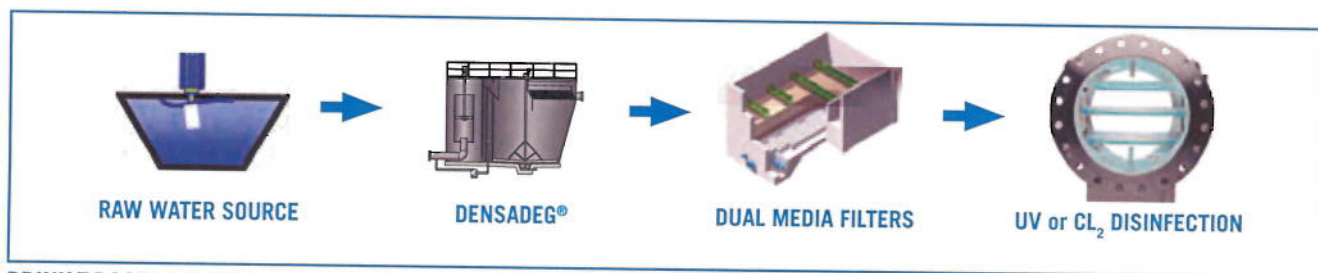 RAW WATER SOURCE
DENSADEG®
DUAL MEDIA FILTERS
UV or CL₂ DISINFECTION